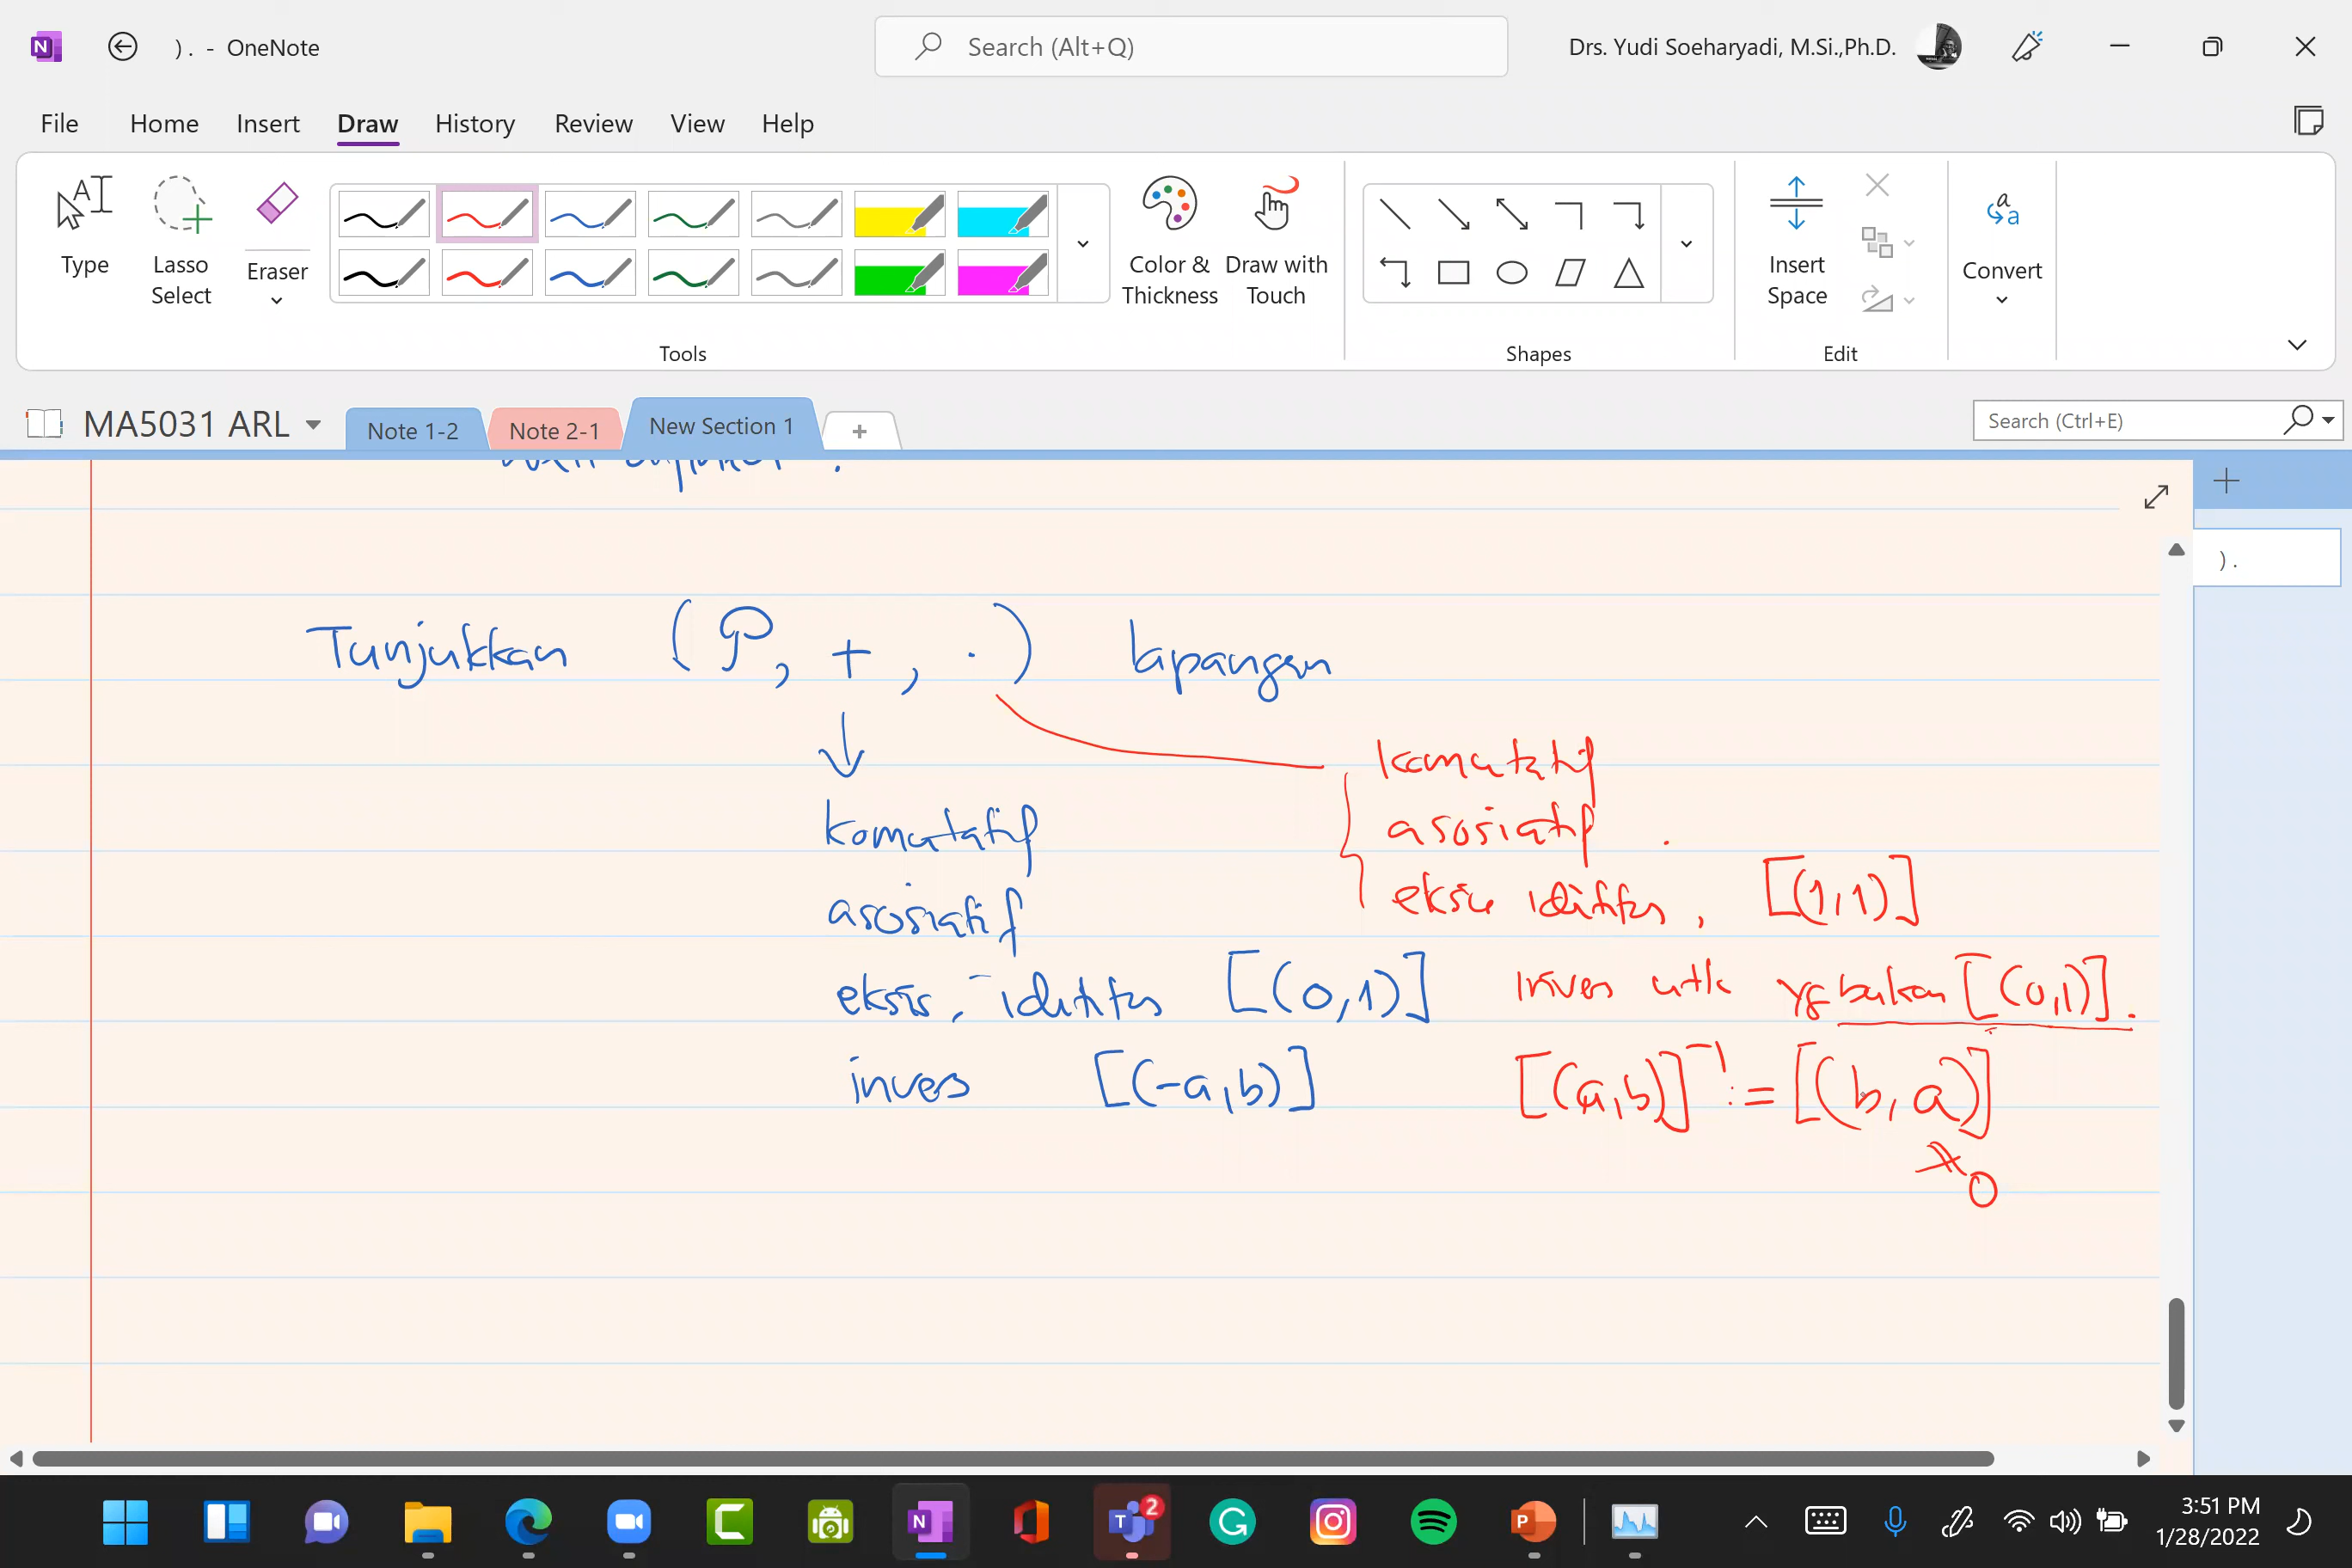 ) . - OneNote
Search (Alt+Q)
Drs. Yudi Soeharyadi, M.Si.,Ph.D.
File Home Insert Draw History Review View Help
Type
Lasso Select
Eraser
Color & Thickness
Draw with Touch
Insert Space
Convert
Tools
Shapes
Edit
MA5031 ARL
Note 1-2
Note 2-1
New Section 1
Search (Ctrl+E)
) .
Tunjukkan (P, + , ·) lapangan
komutatif
asosiatif
eksis identitas [(0,1)]
invers [(-a,b)]
komutatif
asosiatif .
eksis identitas, [(1,1)]
invers utk yg bukan [(0,1)].
[(a,b)]⁻¹ := [(b,a)]
≠0
2
3:51 PM
1/28/2022